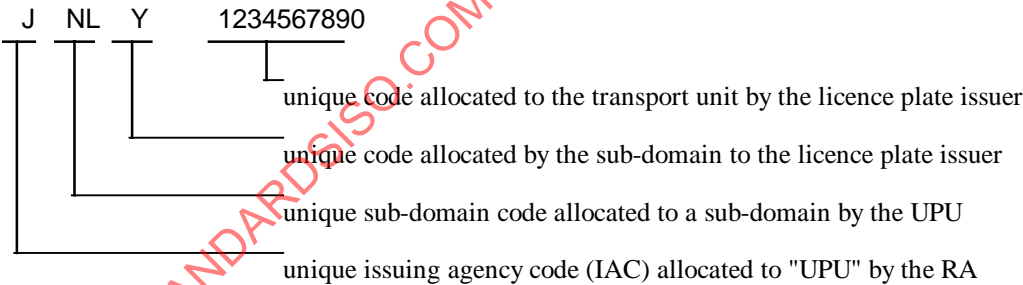 J NL Y 1234567890
unique code allocated to the transport unit by the licence plate issuer
unique code allocated by the sub-domain to the licence plate issuer
unique sub-domain code allocated to a sub-domain by the UPU
unique issuing agency code (IAC) allocated to "UPU" by the RA
ANDARDSISO.COM